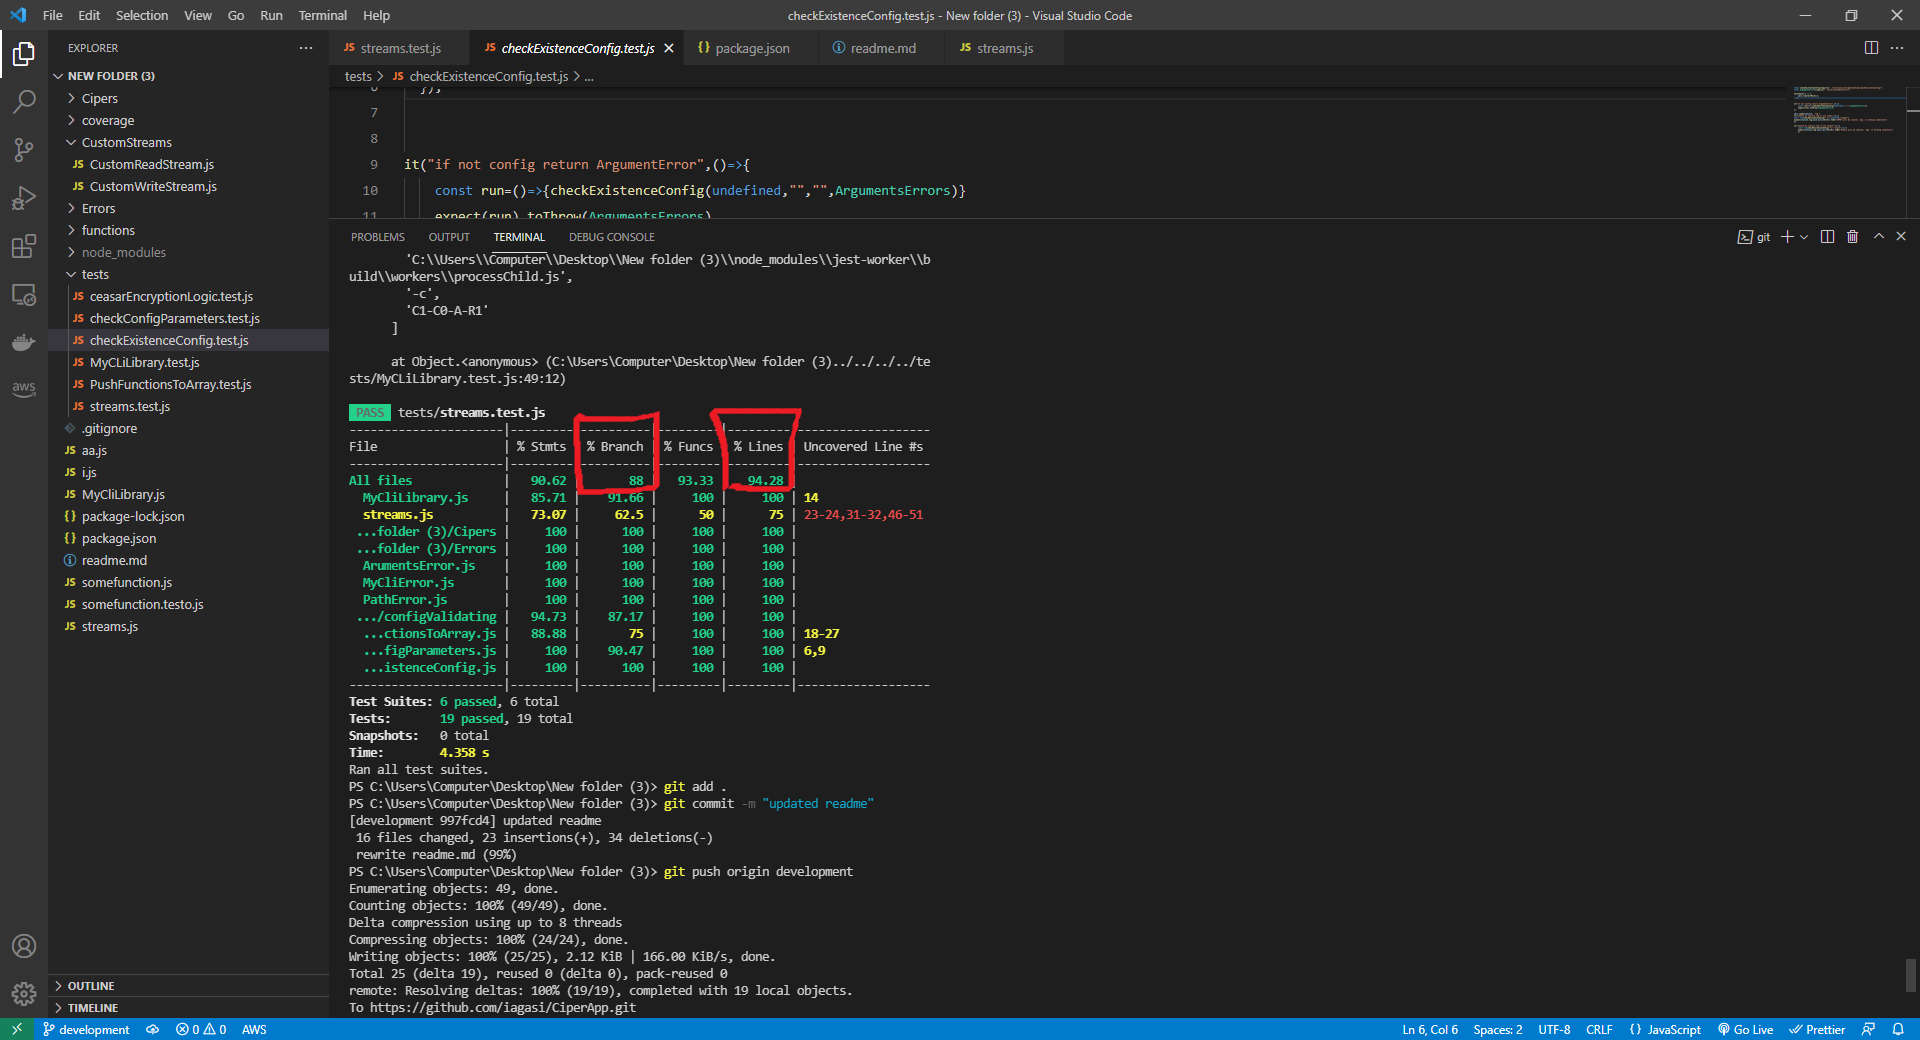 File Edit Selection View Go Run Terminal Help
checkExistenceConfig.test.js - New folder (3) - Visual Studio Code
EXPLORER
NEW FOLDER (3)
Cipers
coverage
CustomStreams
JS CustomReadStream.js
JS CustomWriteStream.js
Errors
functions
node_modules
tests
JS ceasarEncryptionLogic.test.js
JS checkConfigParameters.test.js
JS checkExistenceConfig.test.js
JS MyCLiLibrary.test.js
JS PushFunctionsToArray.test.js
JS streams.test.js
.gitignore
JS aa.js
JS i.js
JS MyCliLibrary.js
{} package-lock.json
{} package.json
readme.md
JS somefunction.js
JS somefunction.testo.js
JS streams.js
OUTLINE
TIMELINE
aws
JS streams.test.js
JS checkExistenceConfig.test.js
{} package.json
readme.md
JS streams.js
tests > JS checkExistenceConfig.test.js > ...
6 });
7
8
9 it("if not config return ArgumentError",()=>{
10 const run=()=>{checkExistenceConfig(undefined,"","",ArgumentsErrors)}
11 expect(run).toThrow(ArgumentsErrors)
PROBLEMS OUTPUT TERMINAL DEBUG CONSOLE
git
'C:\\Users\\Computer\\Desktop\\New folder (3)\\node_modules\\jest-worker\\b
uild\\workers\\processChild.js',
'-c',
'C1-C0-A-R1'
]
at Object.<anonymous> (C:\Users\Computer\Desktop\New folder (3)../../../../te
sts/MyCLiLibrary.test.js:49:12)
PASS tests/streams.test.js
----------------------|---------|----------|---------|---------|-------------------
File | % Stmts | % Branch | % Funcs | % Lines | Uncovered Line #s
----------------------|---------|----------|---------|---------|-------------------
All files | 90.62 | 88 | 93.33 | 94.28 |
MyCliLibrary.js | 85.71 | 91.66 | 100 | 100 | 14
streams.js | 73.07 | 62.5 | 50 | 75 | 23-24,31-32,46-51
...folder (3)/Cipers | 100 | 100 | 100 | 100 |
...folder (3)/Errors | 100 | 100 | 100 | 100 |
ArumentsError.js | 100 | 100 | 100 | 100 |
MyCliError.js | 100 | 100 | 100 | 100 |
PathError.js | 100 | 100 | 100 | 100 |
.../configValidating | 94.73 | 87.17 | 100 | 100 |
...ctionsToArray.js | 88.88 | 75 | 100 | 100 | 18-27
...figParameters.js | 100 | 90.47 | 100 | 100 | 6,9
...istenceConfig.js | 100 | 100 | 100 | 100 |
----------------------|---------|----------|---------|---------|-------------------
Test Suites: 6 passed, 6 total
Tests: 19 passed, 19 total
Snapshots: 0 total
Time: 4.358 s
Ran all test suites.
PS C:\Users\Computer\Desktop\New folder (3)> git add .
PS C:\Users\Computer\Desktop\New folder (3)> git commit -m "updated readme"
[development 997fcd4] updated readme
16 files changed, 23 insertions(+), 34 deletions(-)
rewrite readme.md (99%)
PS C:\Users\Computer\Desktop\New folder (3)> git push origin development
Enumerating objects: 49, done.
Counting objects: 100% (49/49), done.
Delta compression using up to 8 threads
Compressing objects: 100% (24/24), done.
Writing objects: 100% (25/25), 2.12 KiB | 166.00 KiB/s, done.
Total 25 (delta 19), reused 0 (delta 0), pack-reused 0
remote: Resolving deltas: 100% (19/19), completed with 19 local objects.
To https://github.com/iagasi/CiperApp.git
development 0 0 AWS
Ln 6, Col 6 Spaces: 2 UTF-8 CRLF {} JavaScript Go Live Prettier